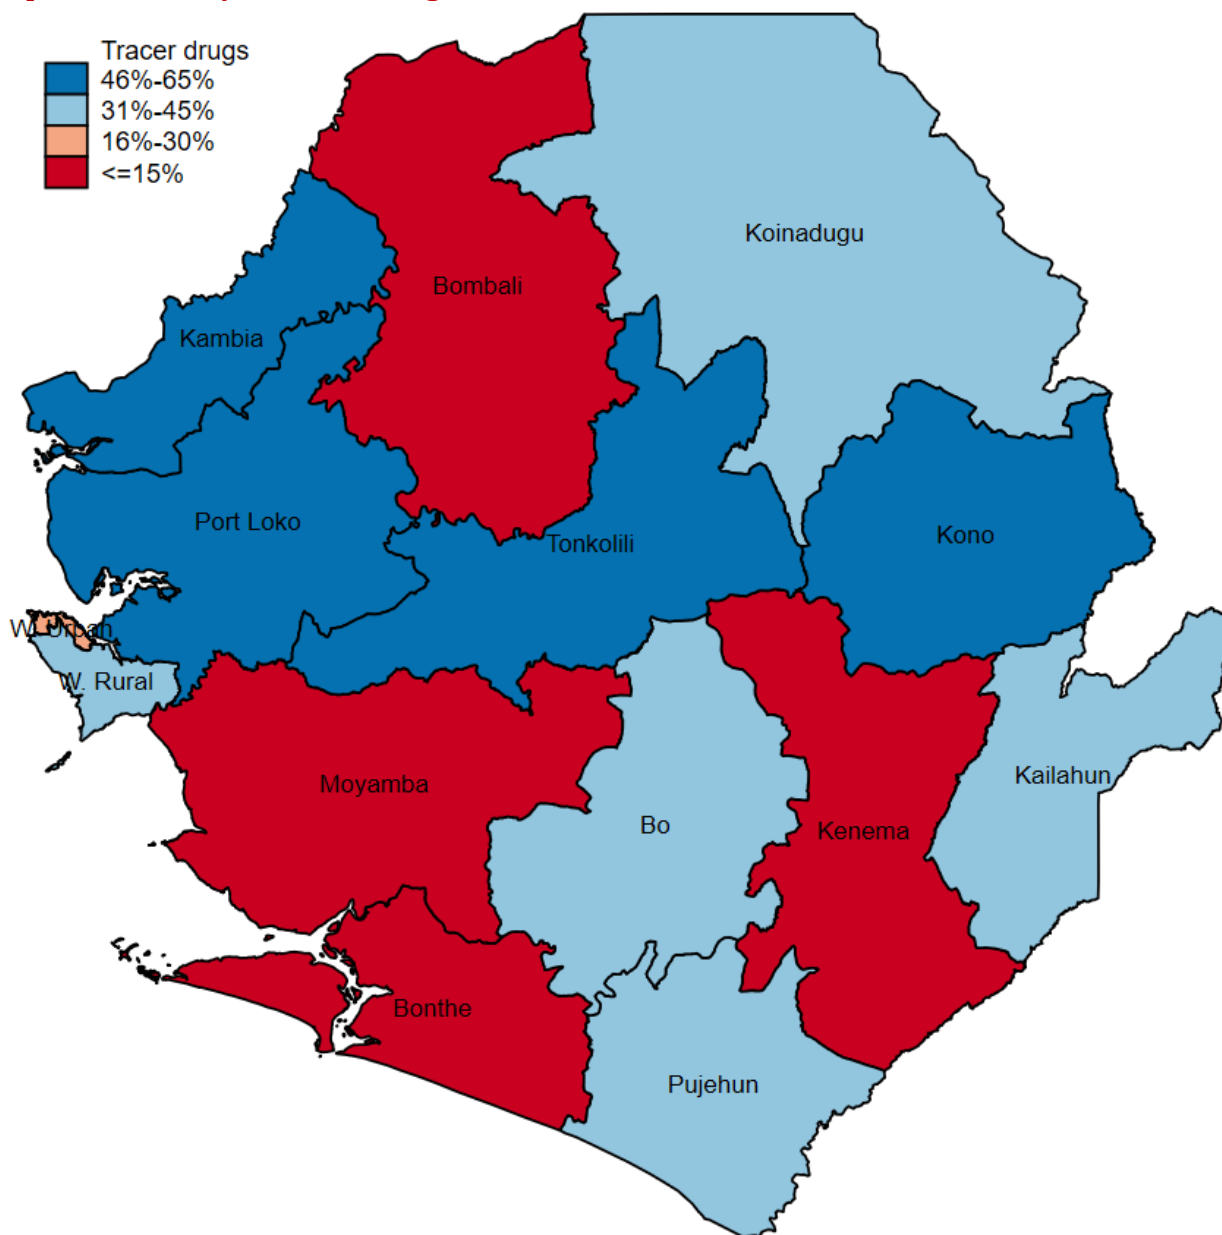 Tracer drugs
46%-65%
31%-45%
16%-30%
<=15%
Koinadugu
Bombali
Kambia
Port Loko
Kono
Tonkolili
W. Urban
W. Rural
Kailahun
Moyamba
Bo
Kenema
Bonthe
Pujehun